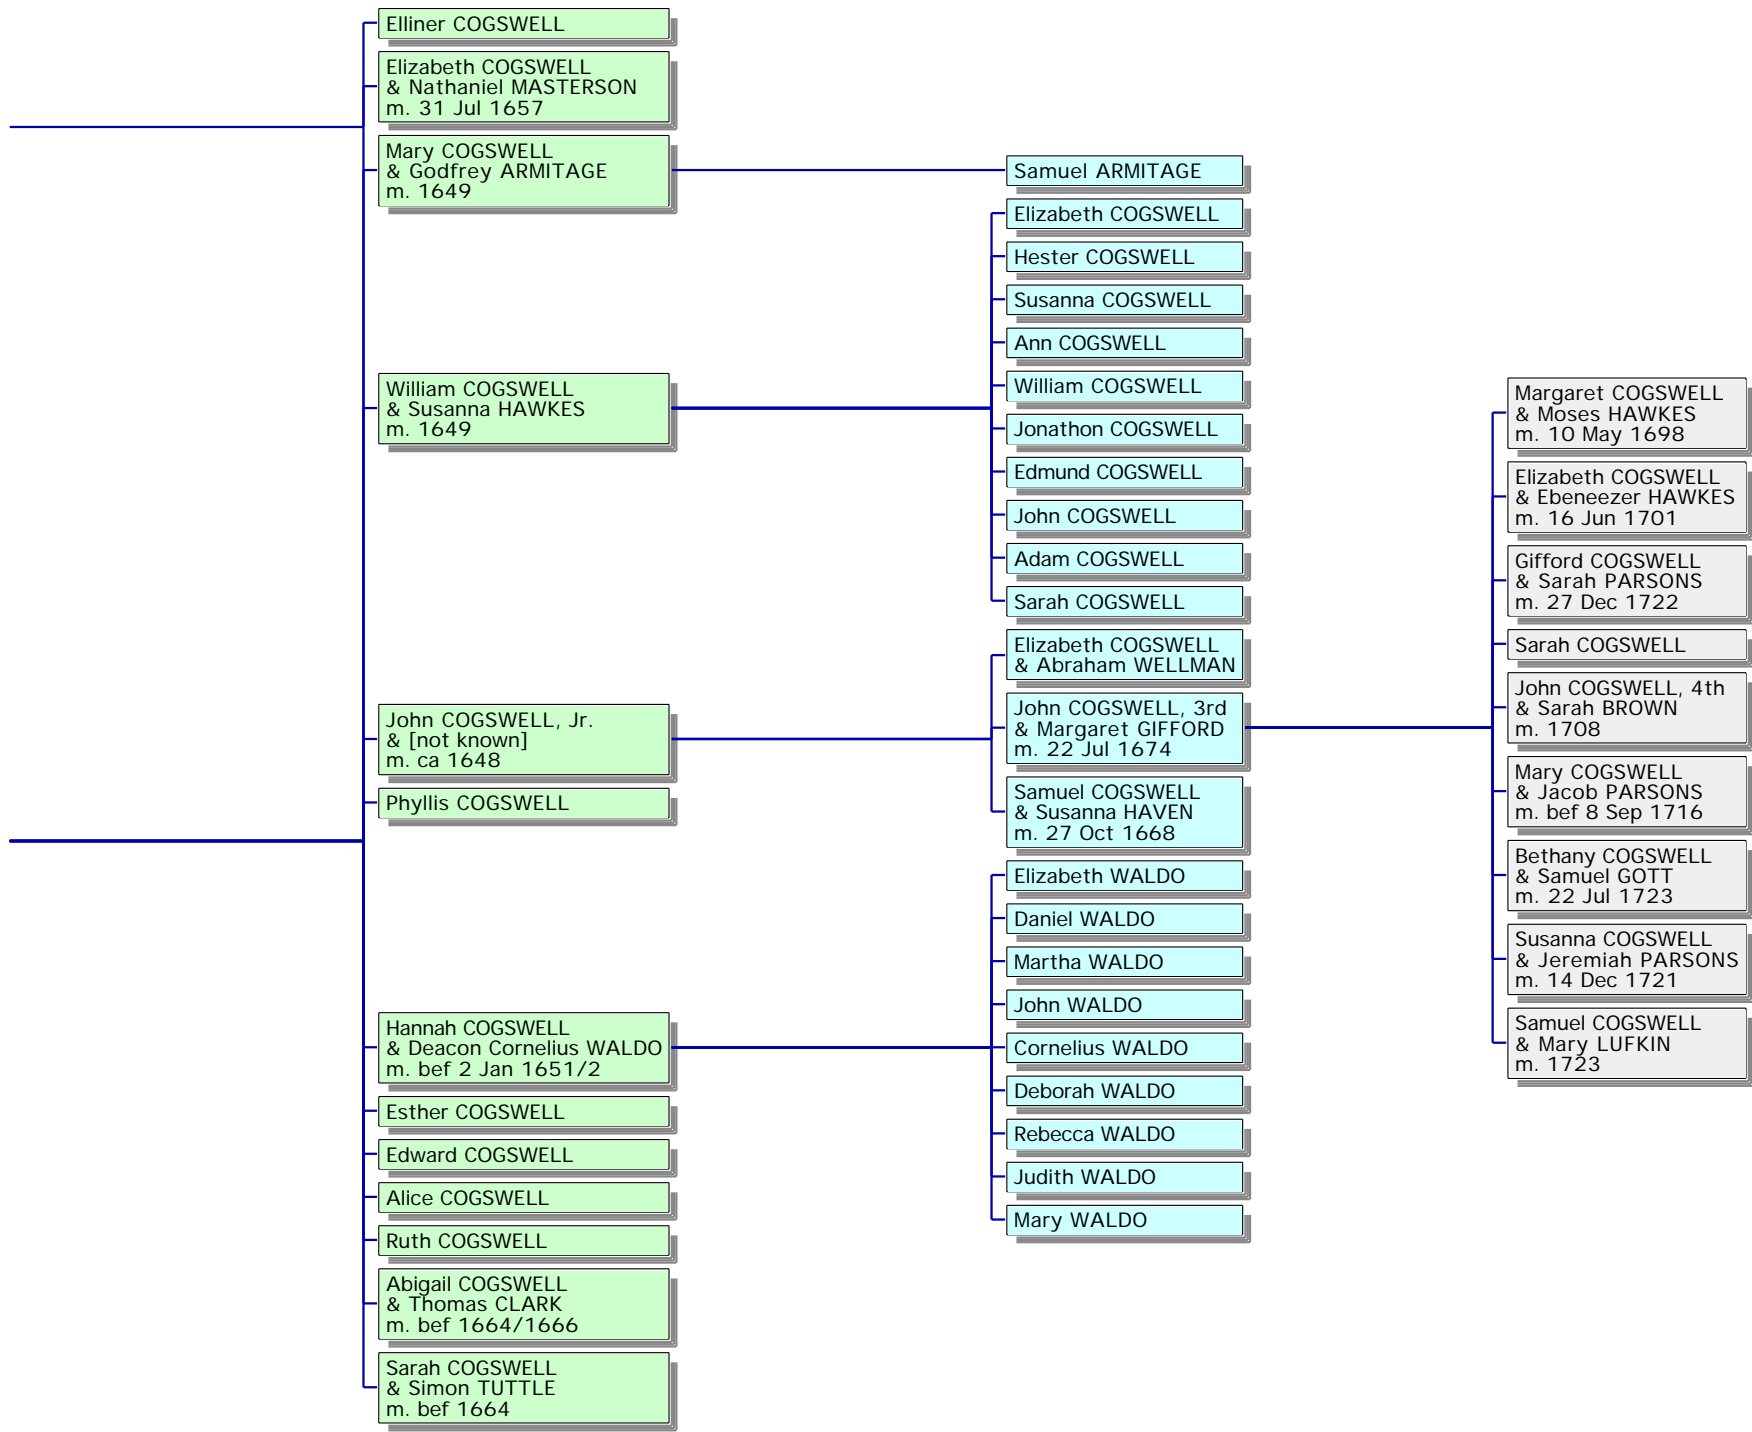 Elliner COGSWELL
Elizabeth COGSWELL
& Nathaniel MASTERSON
m. 31 Jul 1657
Mary COGSWELL
& Godfrey ARMITAGE
m. 1649
William COGSWELL
& Susanna HAWKES
m. 1649
John COGSWELL, Jr.
& [not known]
m. ca 1648
Phyllis COGSWELL
Hannah COGSWELL
& Deacon Cornelius WALDO
m. bef 2 Jan 1651/2
Esther COGSWELL
Edward COGSWELL
Alice COGSWELL
Ruth COGSWELL
Abigail COGSWELL
& Thomas CLARK
m. bef 1664/1666
Sarah COGSWELL
& Simon TUTTLE
m. bef 1664
Samuel ARMITAGE
Elizabeth COGSWELL
Hester COGSWELL
Susanna COGSWELL
Ann COGSWELL
William COGSWELL
Jonathon COGSWELL
Edmund COGSWELL
John COGSWELL
Adam COGSWELL
Sarah COGSWELL
Elizabeth COGSWELL
& Abraham WELLMAN
John COGSWELL, 3rd
& Margaret GIFFORD
m. 22 Jul 1674
Samuel COGSWELL
& Susanna HAVEN
m. 27 Oct 1668
Elizabeth WALDO
Daniel WALDO
Martha WALDO
John WALDO
Cornelius WALDO
Deborah WALDO
Rebecca WALDO
Judith WALDO
Mary WALDO
Margaret COGSWELL
& Moses HAWKES
m. 10 May 1698
Elizabeth COGSWELL
& Ebeneezer HAWKES
m. 16 Jun 1701
Gifford COGSWELL
& Sarah PARSONS
m. 27 Dec 1722
Sarah COGSWELL
John COGSWELL, 4th
& Sarah BROWN
m. 1708
Mary COGSWELL
& Jacob PARSONS
m. bef 8 Sep 1716
Bethany COGSWELL
& Samuel GOTT
m. 22 Jul 1723
Susanna COGSWELL
& Jeremiah PARSONS
m. 14 Dec 1721
Samuel COGSWELL
& Mary LUFKIN
m. 1723